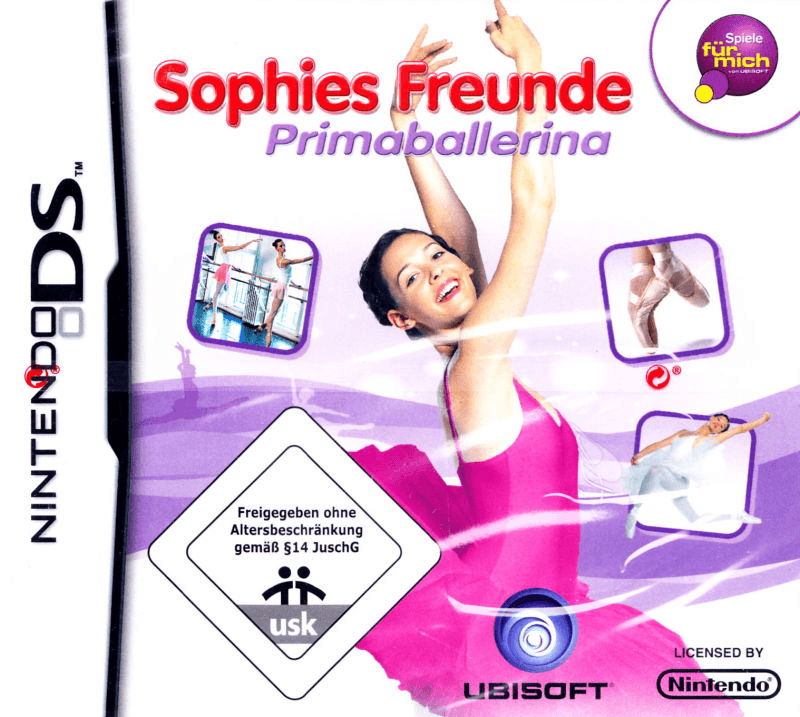 NINTENDO DS™
Sophies Freunde
Primaballerina
Spiele
für
mich
von UBISOFT
®
®
Freigegeben ohne
Altersbeschränkung
gemäß §14 JuschG
usk
UBISOFT®
LICENSED BY
Nintendo®